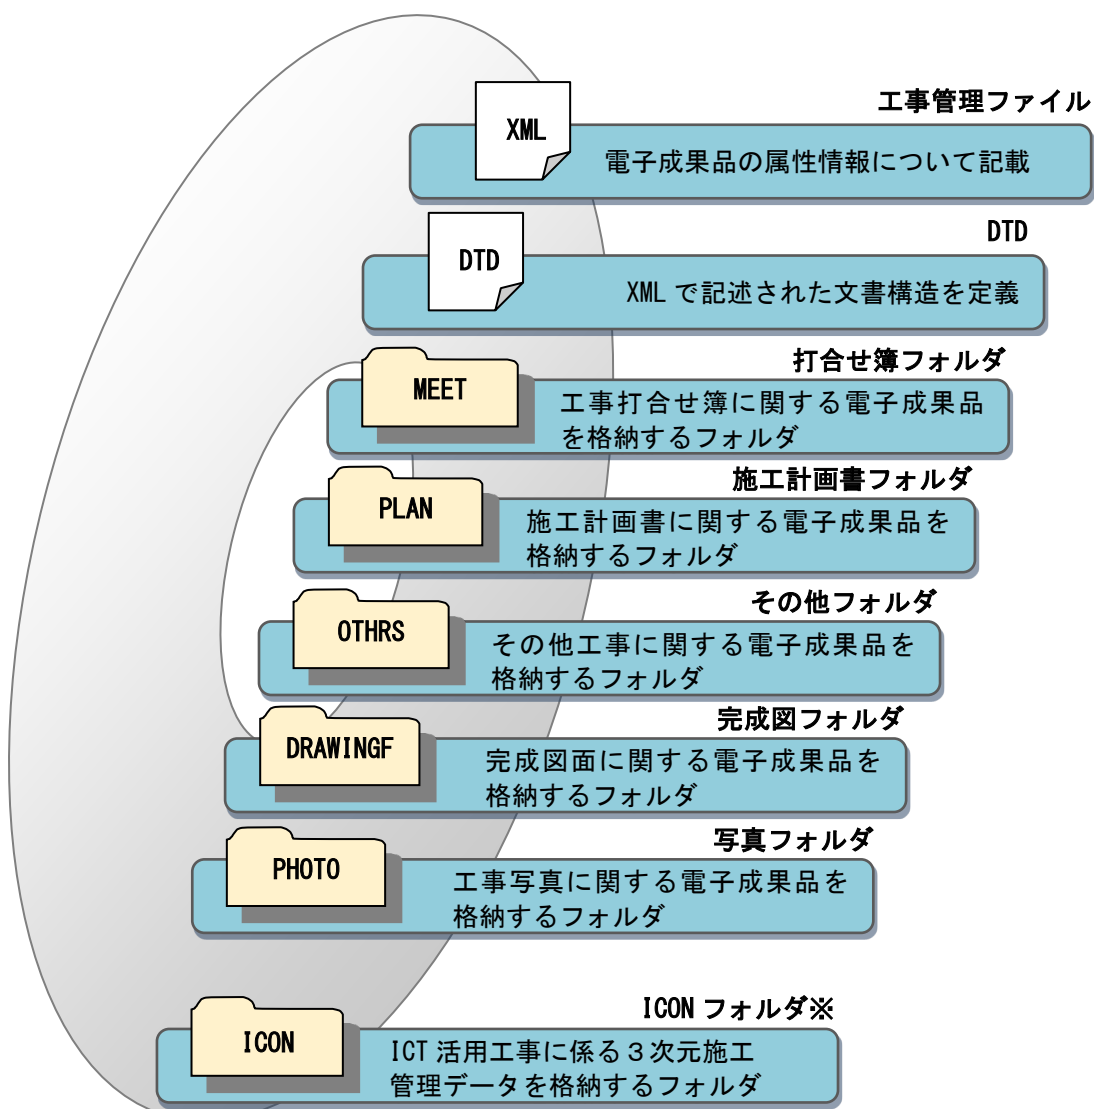 工事管理ファイル
XML
電子成果品の属性情報について記載
DTD
DTD
XMLで記述された文書構造を定義
打合せ簿フォルダ
MEET
工事打合せ簿に関する電子成果品
を格納するフォルダ
施工計画書フォルダ
PLAN
施工計画書に関する電子成果品を
格納するフォルダ
その他フォルダ
OTHRS
その他工事に関する電子成果品を
格納するフォルダ
完成図フォルダ
DRAWINGF
完成図面に関する電子成果品を
格納するフォルダ
写真フォルダ
PHOTO
工事写真に関する電子成果品を
格納するフォルダ
ICON フォルダ※
ICON
ICT 活用工事に係る３次元施工
管理データを格納するフォルダ